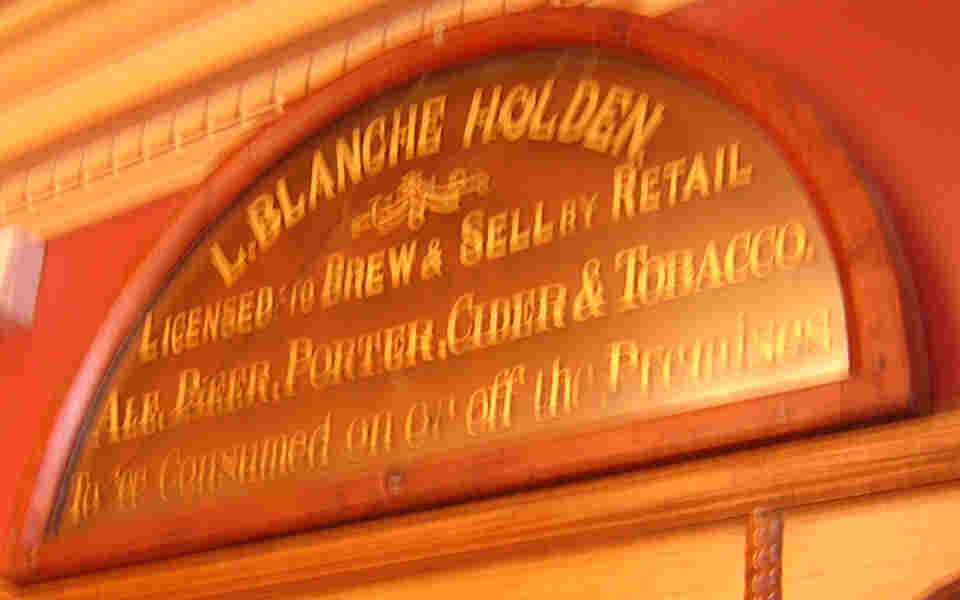 L. BLANCHE HOLDEN,
LICENSED TO BREW & SELL BY RETAIL
ALE, BEER, PORTER, CIDER & TOBACCO.
To be Consumed on or off the Premises